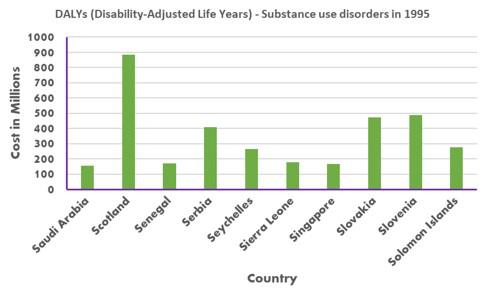 DALYs (Disability-Adjusted Life Years) - Substance use disorders in 1995
Cost in Millions
1000
900
800
700
600
500
400
300
200
100
0
Saudi Arabia
Scotland
Senegal
Serbia
Seychelles
Sierra Leone
Singapore
Slovakia
Slovenia
Solomon Islands
Country